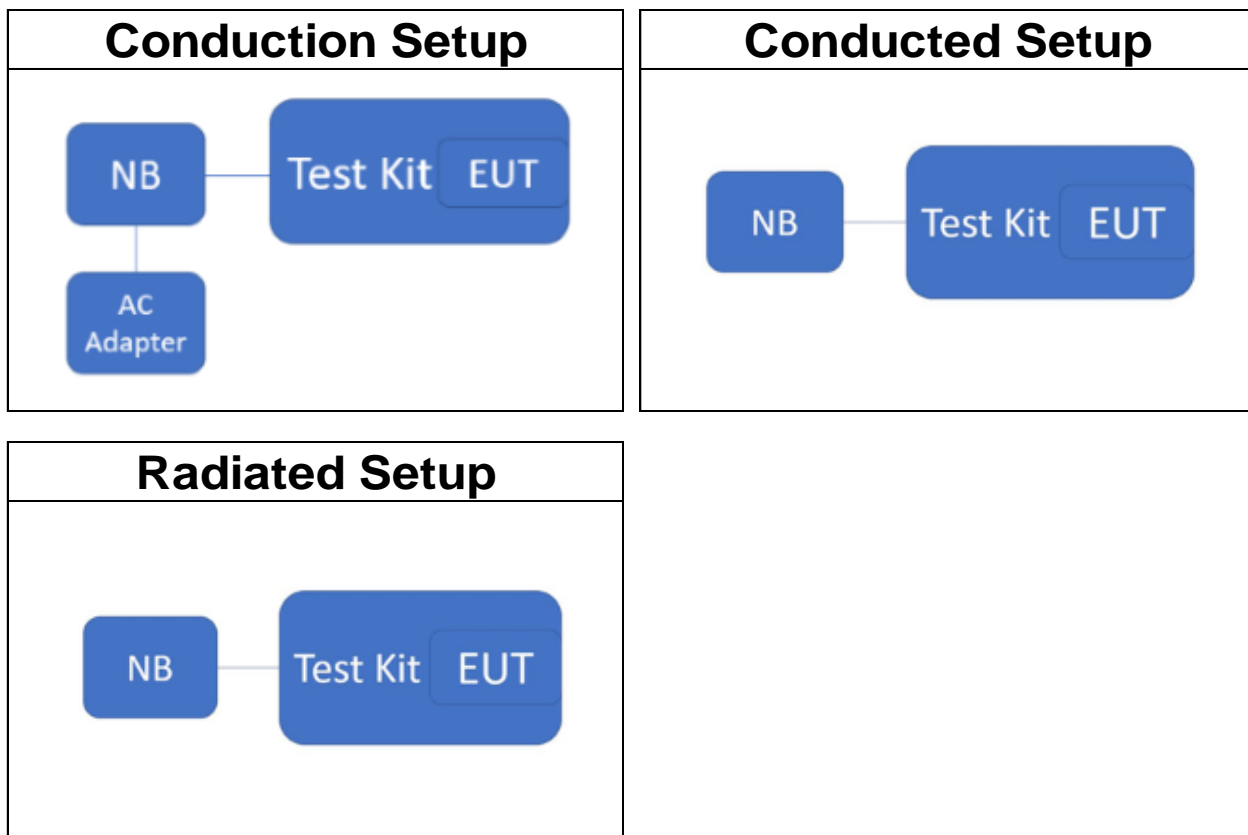 Conduction Setup
NB
Test Kit
EUT
AC
Adapter
Conducted Setup
NB
Test Kit
EUT
Radiated Setup
NB
Test Kit
EUT